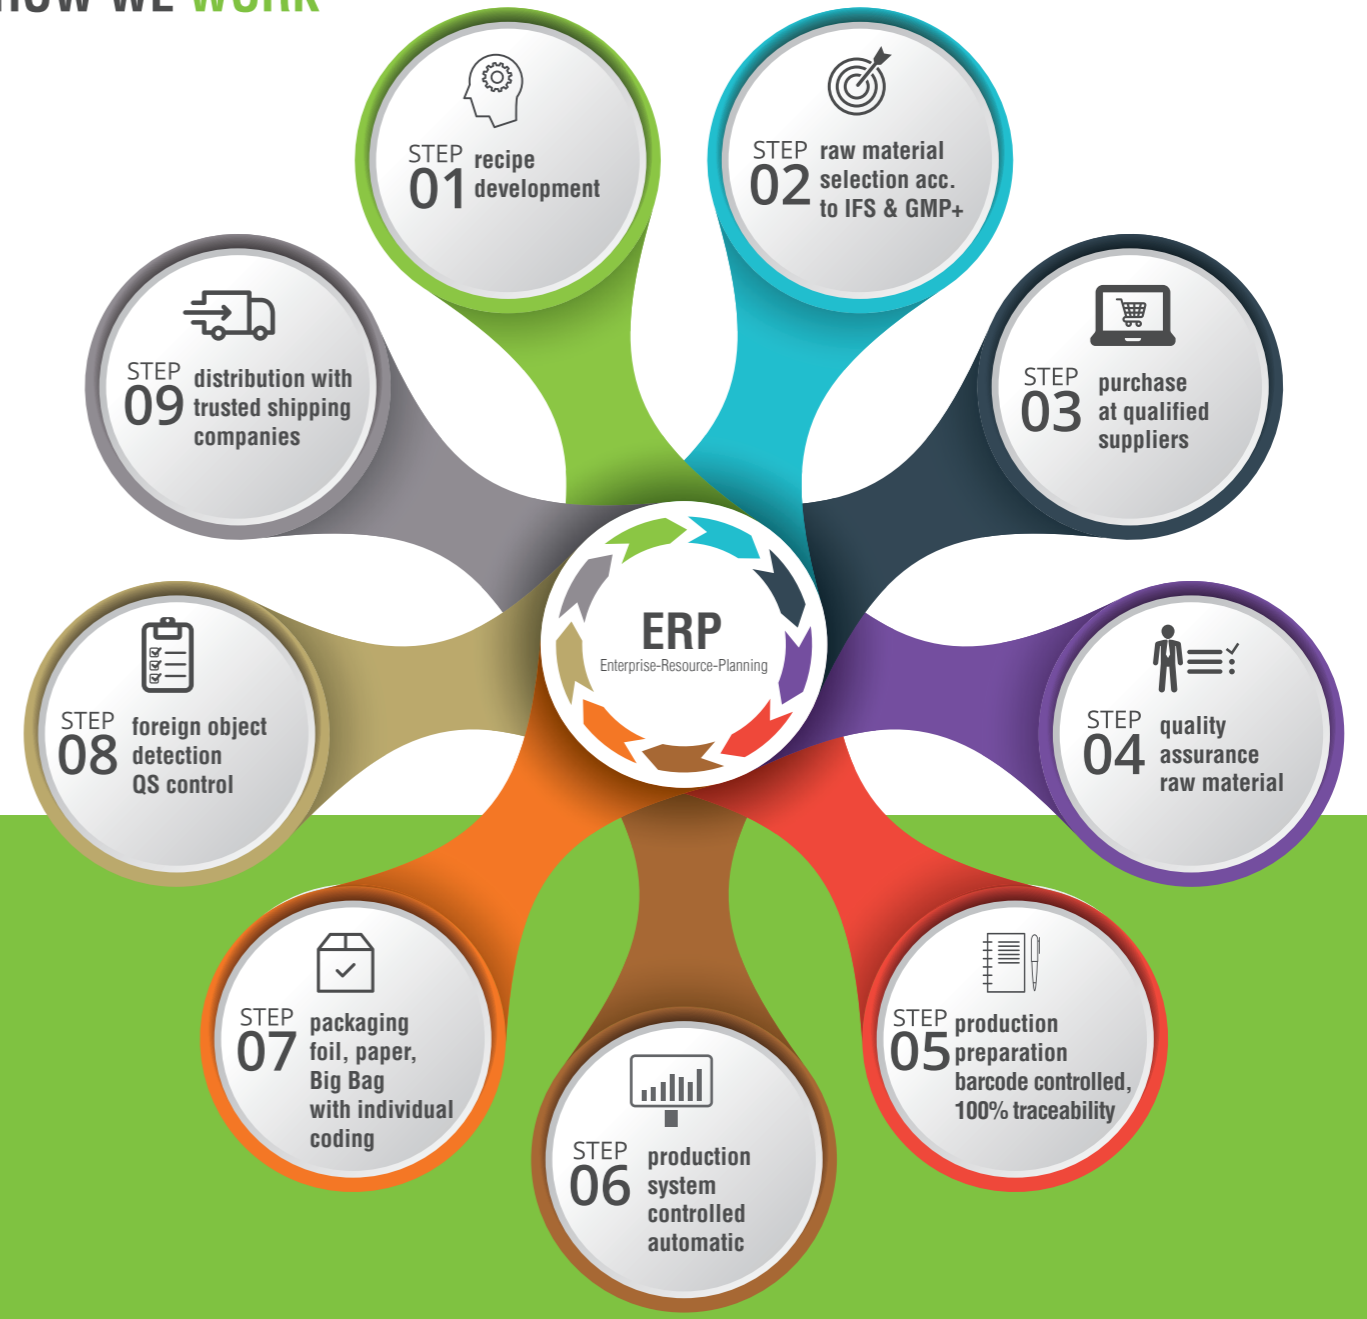 HOW WE WORK
STEP
01
recipe
development
STEP
02
raw material
selection acc.
to IFS & GMP+
STEP
03
purchase
at qualified
suppliers
STEP
04
quality
assurance
raw material
STEP
05
production
preparation
barcode controlled,
100% traceability
STEP
06
production
system
controlled
automatic
STEP
07
packaging
foil, paper,
Big Bag
with individual
coding
STEP
08
foreign object
detection
QS control
STEP
09
distribution with
trusted shipping
companies
ERP
Enterprise-Resource-Planning